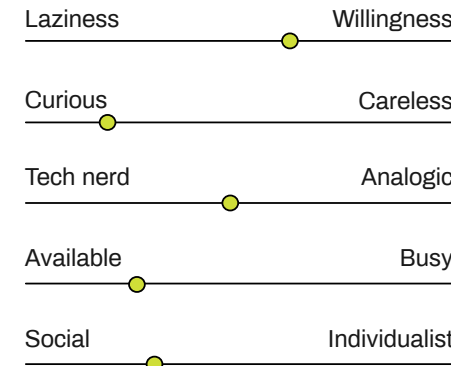 Laziness Willingness
Curious Careless
Tech nerd Analogic
Available Busy
Social Individualist